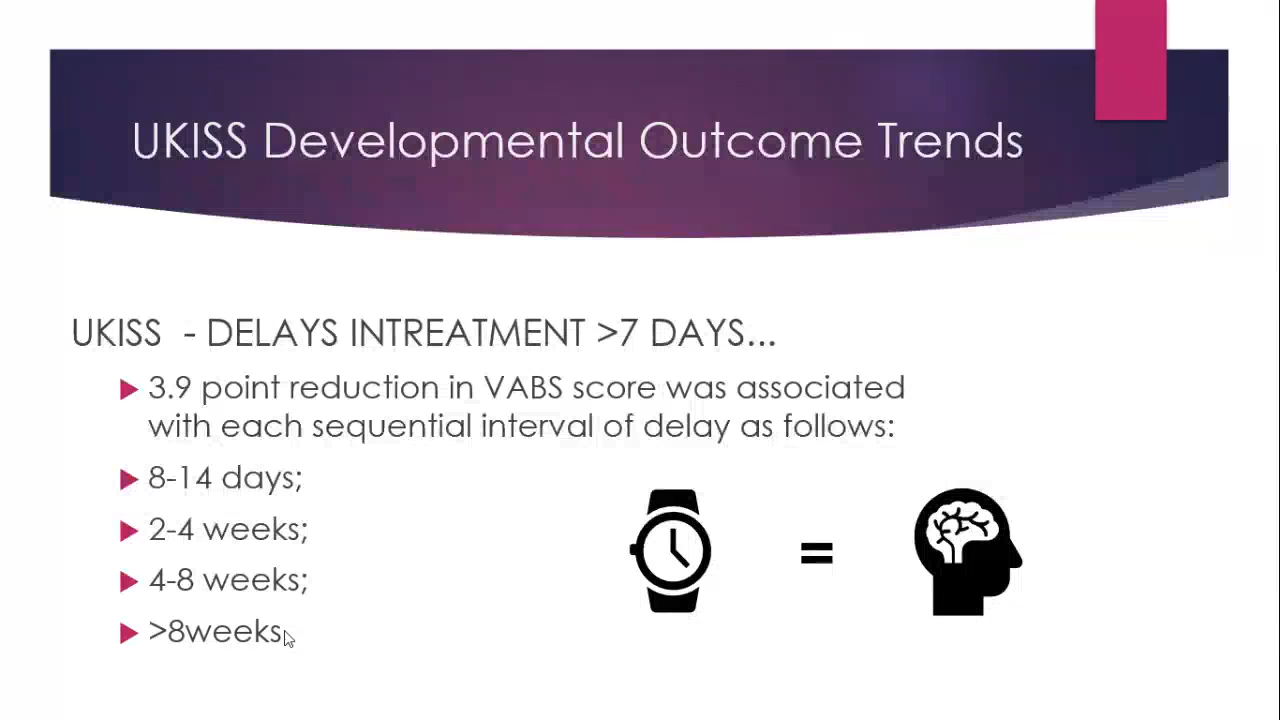 UKISS Developmental Outcome Trends
UKISS - DELAYS INTREATMENT >7 DAYS...
3.9 point reduction in VABS score was associated
with each sequential interval of delay as follows:
8-14 days;
2-4 weeks;
4-8 weeks;
>8weeks
=